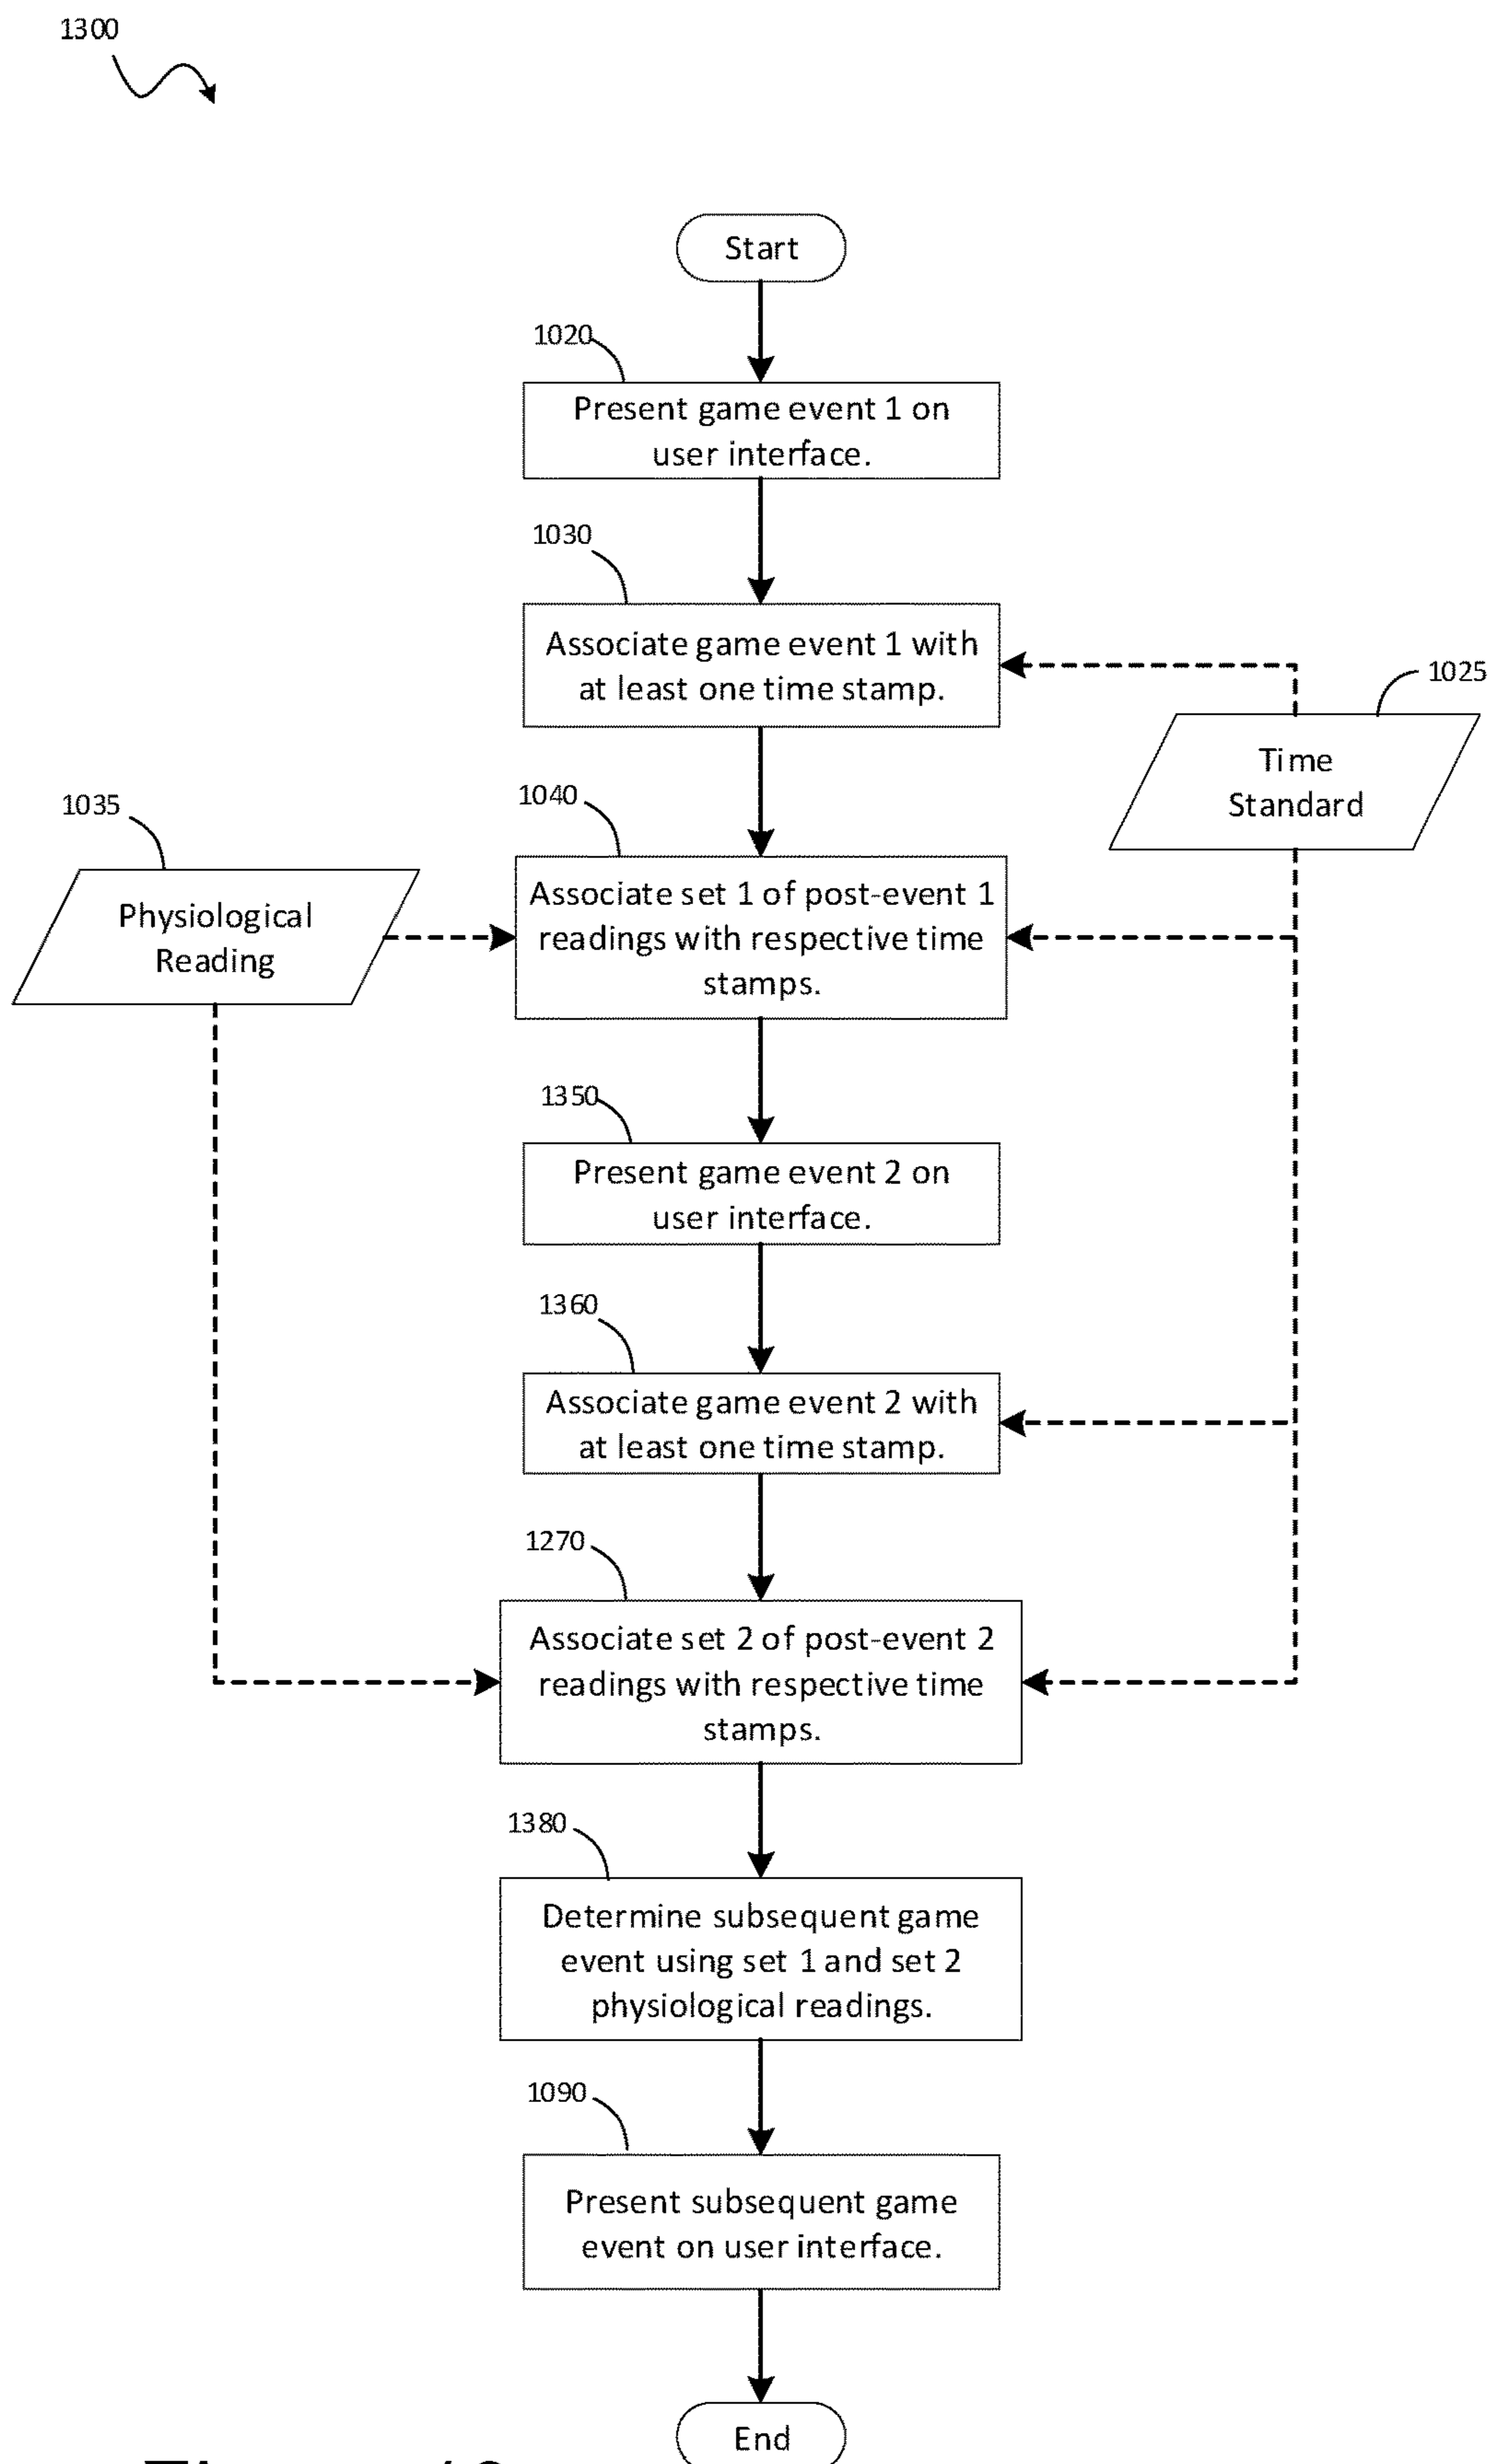 1300
Start
1020
Present game event 1 on
user interface.
1030
Associate game event 1 with
at least one time stamp.
1025
Time
Standard
1035
Physiological
Reading
1040
Associate set 1 of post-event 1
readings with respective time
stamps.
1350
Present game event 2 on
user interface.
1360
Associate game event 2 with
at least one time stamp.
1270
Associate set 2 of post-event 2
readings with respective time
stamps.
1380
Determine subsequent game
event using set 1 and set 2
physiological readings.
1090
Present subsequent game
event on user interface.
End